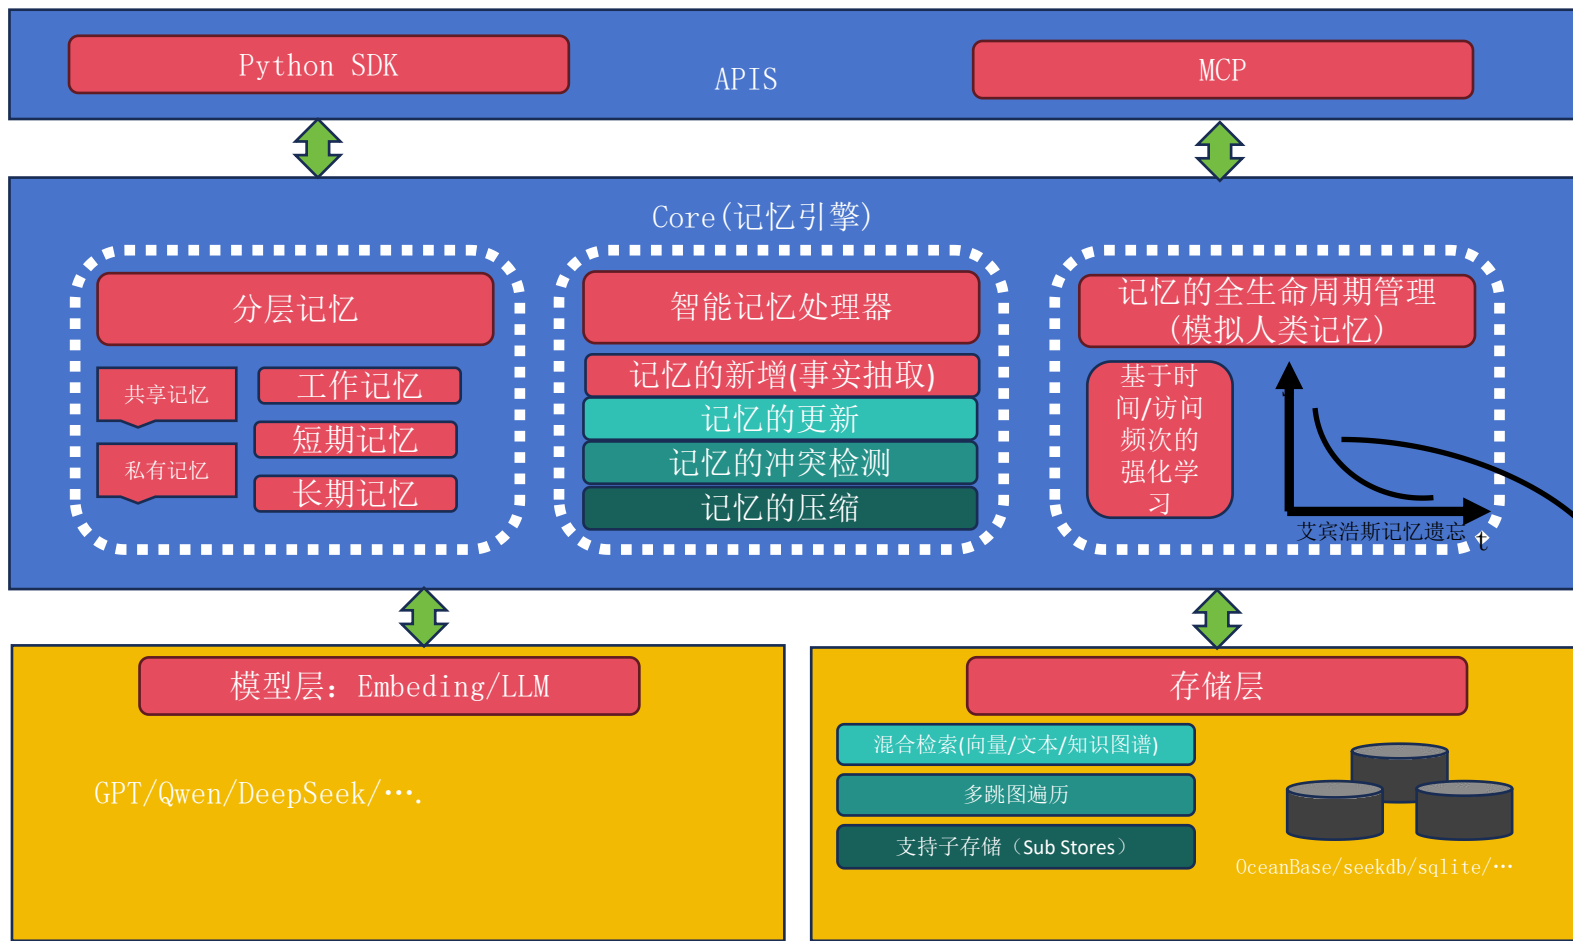 Python SDK
APIS
MCP
Core(记忆引擎)
分层记忆
共享记忆
私有记忆
工作记忆
短期记忆
长期记忆
智能记忆处理器
记忆的新增(事实抽取)
记忆的更新
记忆的冲突检测
记忆的压缩
记忆的全生命周期管理
(模拟人类记忆)
基于时
间/访问
频次的
强化学
习
艾宾浩斯记忆遗忘
t
模型层：Embeding/LLM
GPT/Qwen/DeepSeek/….
存储层
混合检索(向量/文本/知识图谱)
多跳图遍历
支持子存储（Sub Stores）
OceanBase/seekdb/sqlite/…